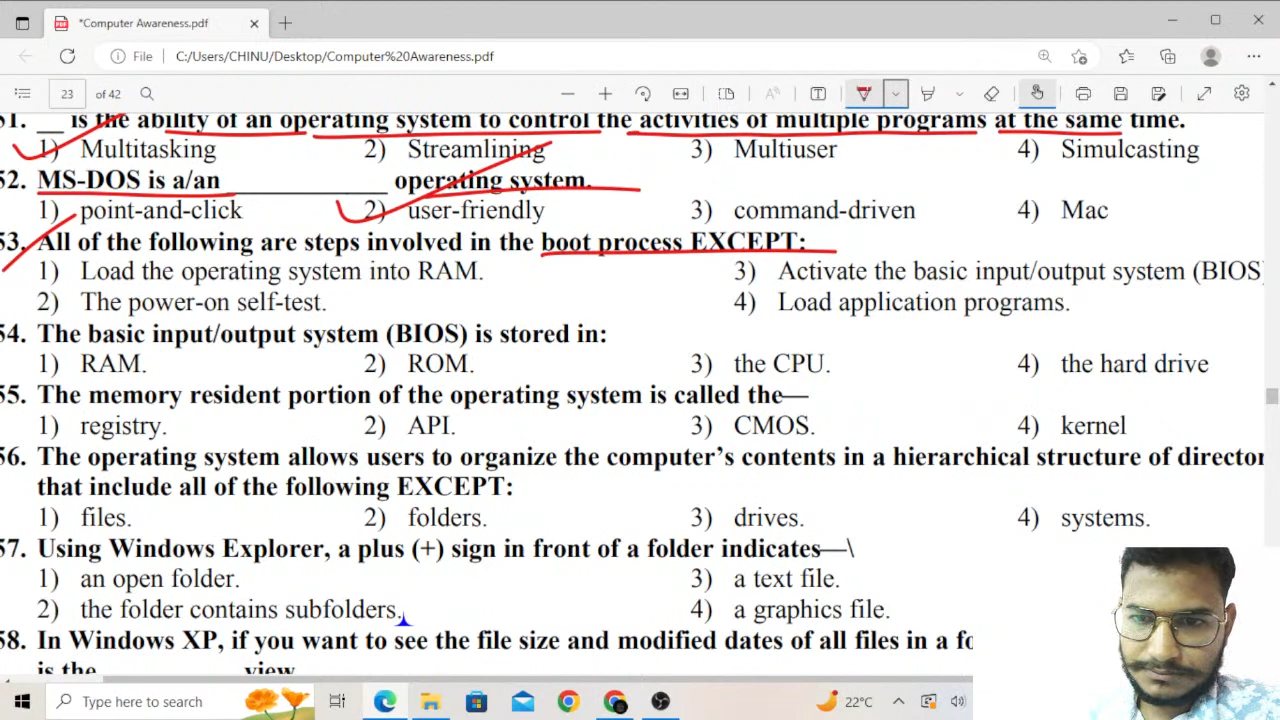 *Computer Awareness.pdf
File C:/Users/CHINU/Desktop/Computer%20Awareness.pdf
23 of 42
51. __ is the ability of an operating system to control the activities of multiple programs at the same time.
1) Multitasking 2) Streamlining 3) Multiuser 4) Simulcasting
52. MS-DOS is a/an ____________ operating system.
1) point-and-click 2) user-friendly 3) command-driven 4) Mac
53. All of the following are steps involved in the boot process EXCEPT:
1) Load the operating system into RAM. 3) Activate the basic input/output system (BIOS)
2) The power-on self-test. 4) Load application programs.
54. The basic input/output system (BIOS) is stored in:
1) RAM. 2) ROM. 3) the CPU. 4) the hard drive
55. The memory resident portion of the operating system is called the—
1) registry. 2) API. 3) CMOS. 4) kernel
56. The operating system allows users to organize the computer's contents in a hierarchical structure of director
that include all of the following EXCEPT:
1) files. 2) folders. 3) drives. 4) systems.
57. Using Windows Explorer, a plus (+) sign in front of a folder indicates—\
1) an open folder. 3) a text file.
2) the folder contains subfolders. 4) a graphics file.
58. In Windows XP, if you want to see the file size and modified dates of all files in a fo
is the __________ view
Type here to search 22°C